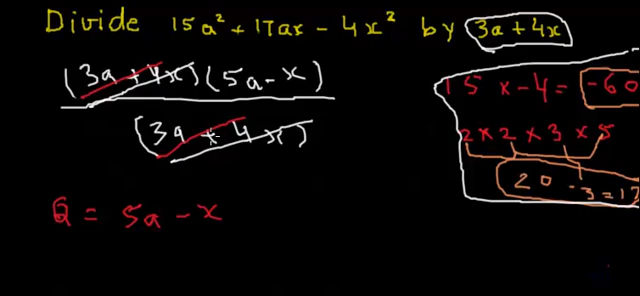 Divide 15a² + 17ax - 4x² by 3a + 4x
(3a + 4x)(5a - x)
(3a + 4x)
15 x -4 = -60
2 x 2 x 3 x 5
20 - 3 = 17
Q = 5a - x